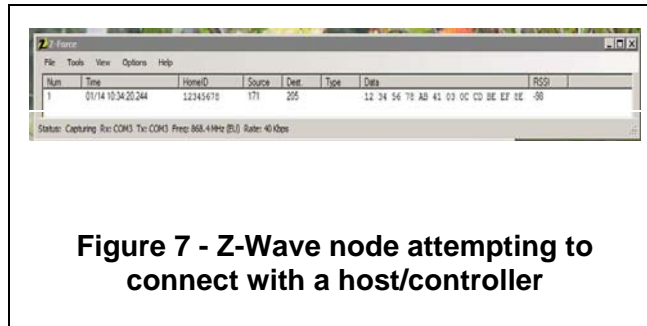 Z-Force
File Tools View Options Help
Num Time HomeID Source Dest. Type Data RSSI
1 01/14 10:34:20.244 12345678 171 205 12 34 56 78 AB 41 03 0C CD BE EF 8E -98
Status: Capturing Rx: COM3 Tx: COM3 Freq: 868.4 MHz (EU) Rate: 40 Kbps
Figure 7 - Z-Wave node attempting to
connect with a host/controller